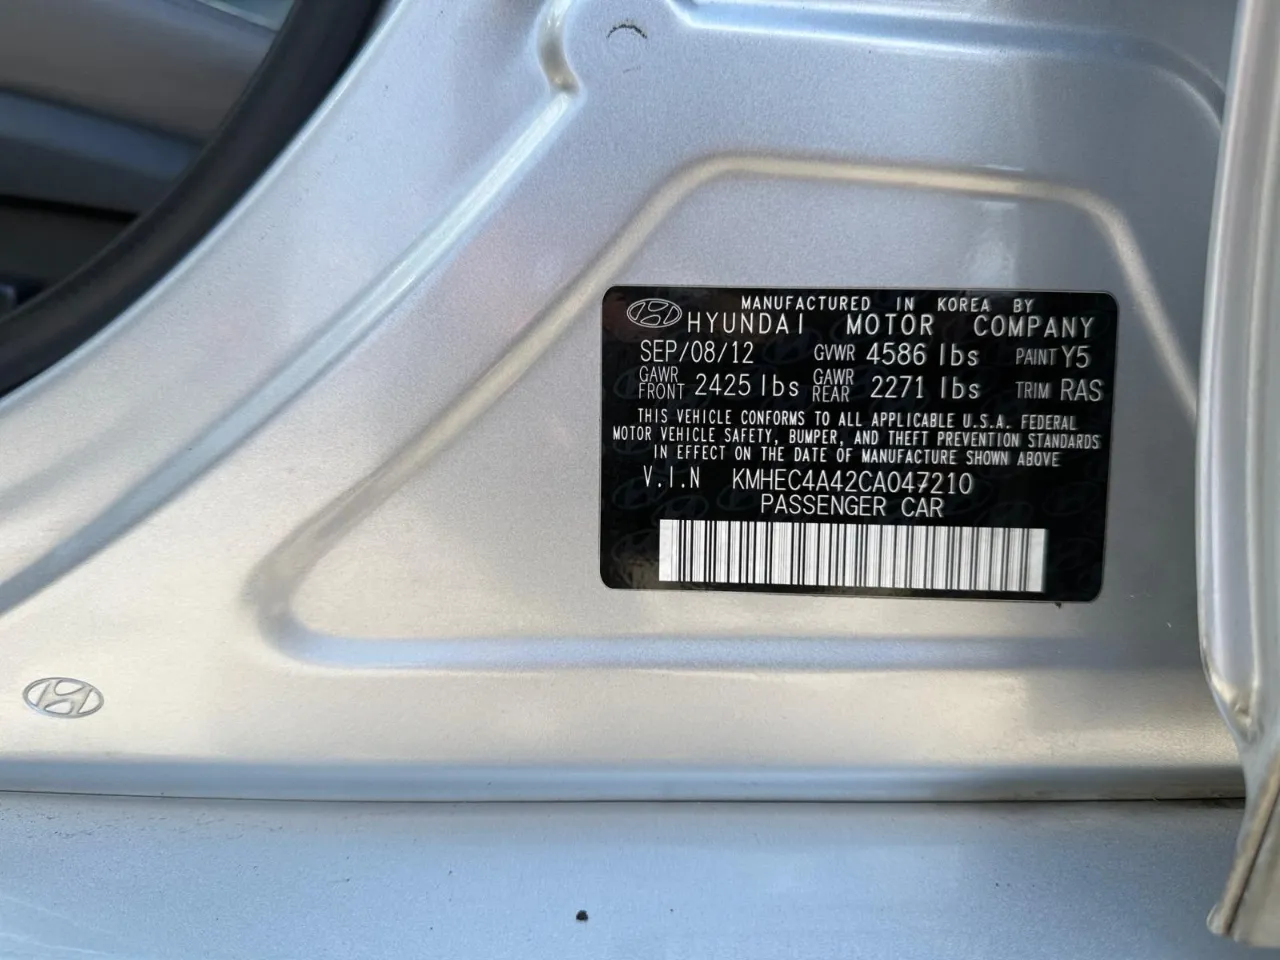 MANUFACTURED IN KOREA BY
HYUNDAI MOTOR COMPANY
SEP/08/12 GVWR 4586 lbs PAINT Y5
GAWR FRONT 2425 lbs GAWR REAR 2271 lbs TRIM RAS
THIS VEHICLE CONFORMS TO ALL APPLICABLE U.S.A. FEDERAL
MOTOR VEHICLE SAFETY, BUMPER, AND THEFT PREVENTION STANDARDS
IN EFFECT ON THE DATE OF MANUFACTURE SHOWN ABOVE
V.I.N KMHEC4A42CA047210
PASSENGER CAR